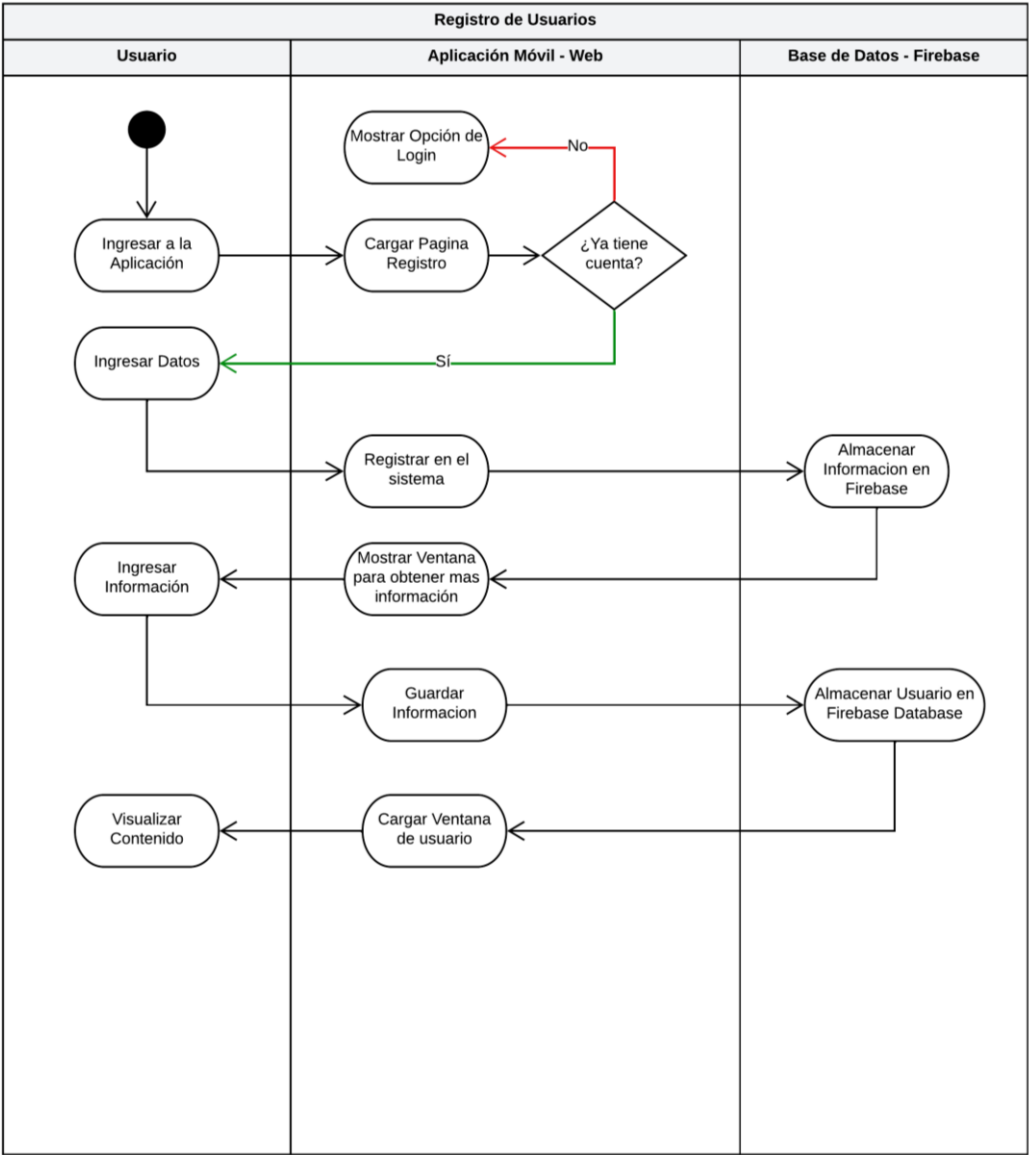 Registro de Usuarios
Usuario
Aplicación Móvil - Web
Base de Datos - Firebase
Mostrar Opción de
Login
No
Ingresar a la
Aplicación
Cargar Pagina
Registro
¿Ya tiene
cuenta?
Ingresar Datos
Sí
Registrar en el
sistema
Almacenar
Informacion en
Firebase
Ingresar
Información
Mostrar Ventana
para obtener mas
información
Guardar
Informacion
Almacenar Usuario en
Firebase Database
Visualizar
Contenido
Cargar Ventana
de usuario